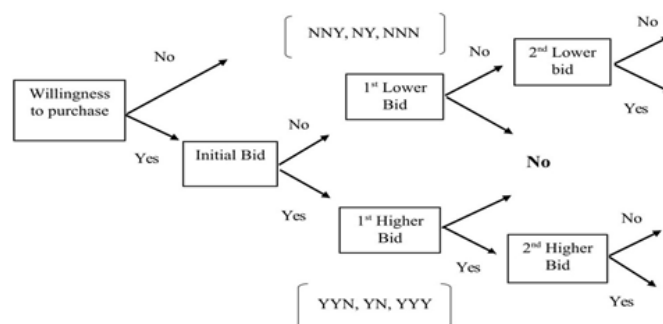 NNY, NY, NNN
No
No
2nd Lower
bid
No
Willingness
to purchase
1st Lower
Bid
Yes
No
Yes
Initial Bid
No
Yes
1st Higher
Bid
No
Yes
2nd Higher
Bid
Yes
YYN, YN, YYY